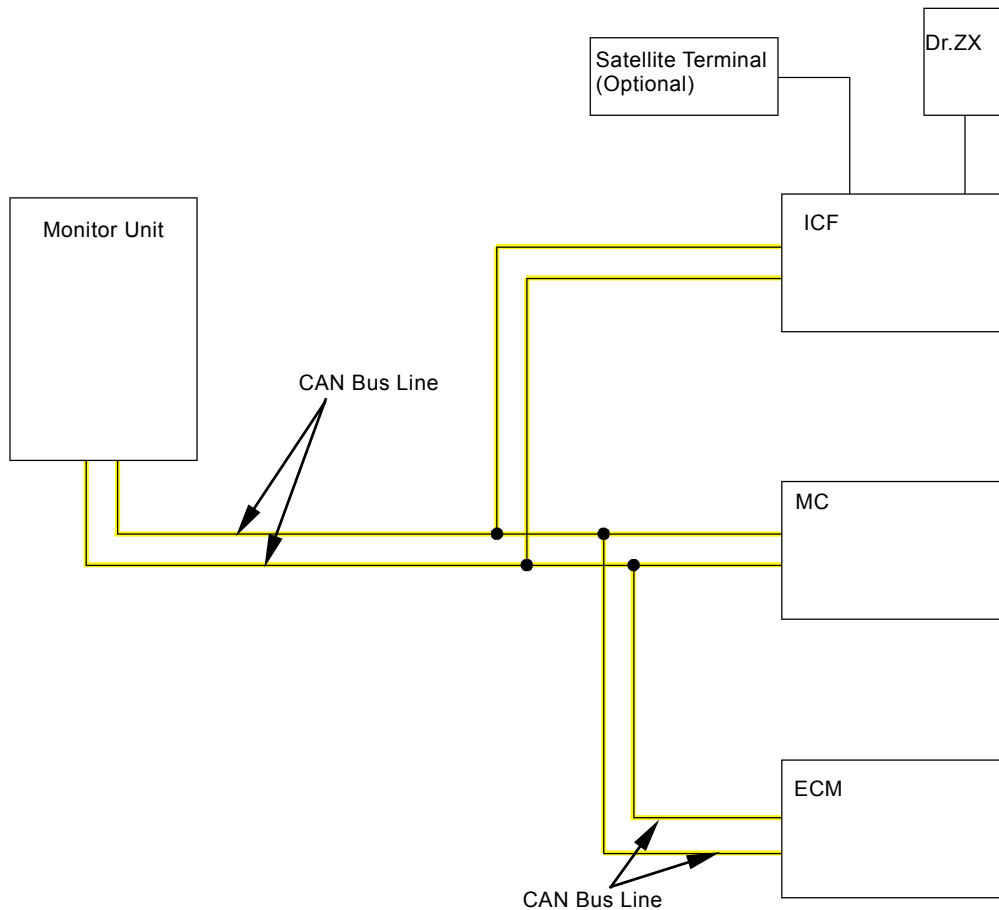 Dr.ZX
Satellite Terminal
(Optional)
ICF
Monitor Unit
CAN Bus Line
MC
ECM
CAN Bus Line